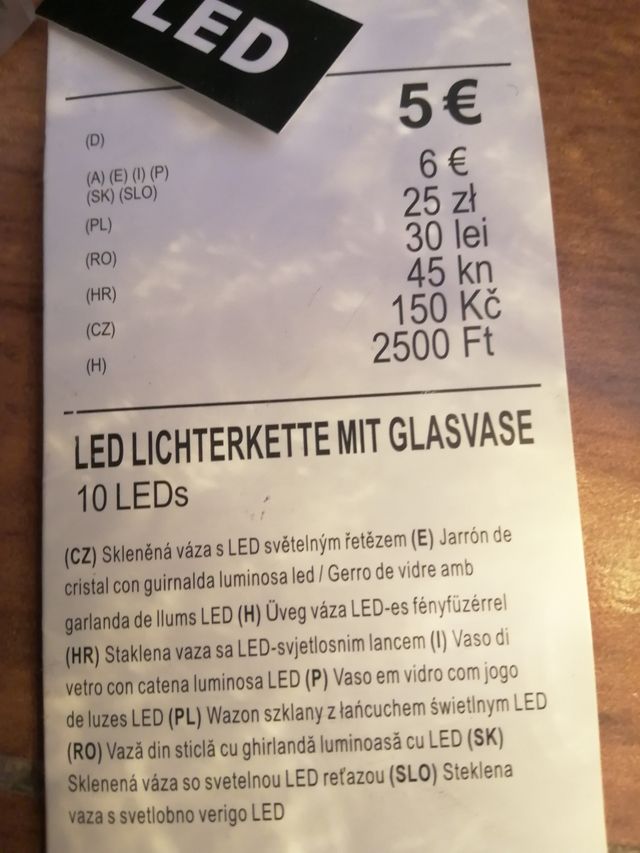 LED
(D) 5 €
(A) (E) (I) (P)
(SK) (SLO) 6 €
(PL) 25 zł
(RO) 30 lei
(HR) 45 kn
(CZ) 150 Kč
(H) 2500 Ft
LED LICHTERKETTE MIT GLASVASE
10 LEDs
(CZ) Skleněná váza s LED světelným řetězem (E) Jarrón de
cristal con guirnalda luminosa led / Gerro de vidre amb
garlanda de llums LED (H) Üveg váza LED-es fényfüzérrel
(HR) Staklena vaza sa LED-svjetlosnim lancem (I) Vaso di
vetro con catena luminosa LED (P) Vaso em vidro com jogo
de luzes LED (PL) Wazon szklany z łańcuchem świetlnym LED
(RO) Vază din sticlă cu ghirlandă luminoasă cu LED (SK)
Sklenená váza so svetelnou LED reťazou (SLO) Steklena
vaza s svetlobno verigo LED